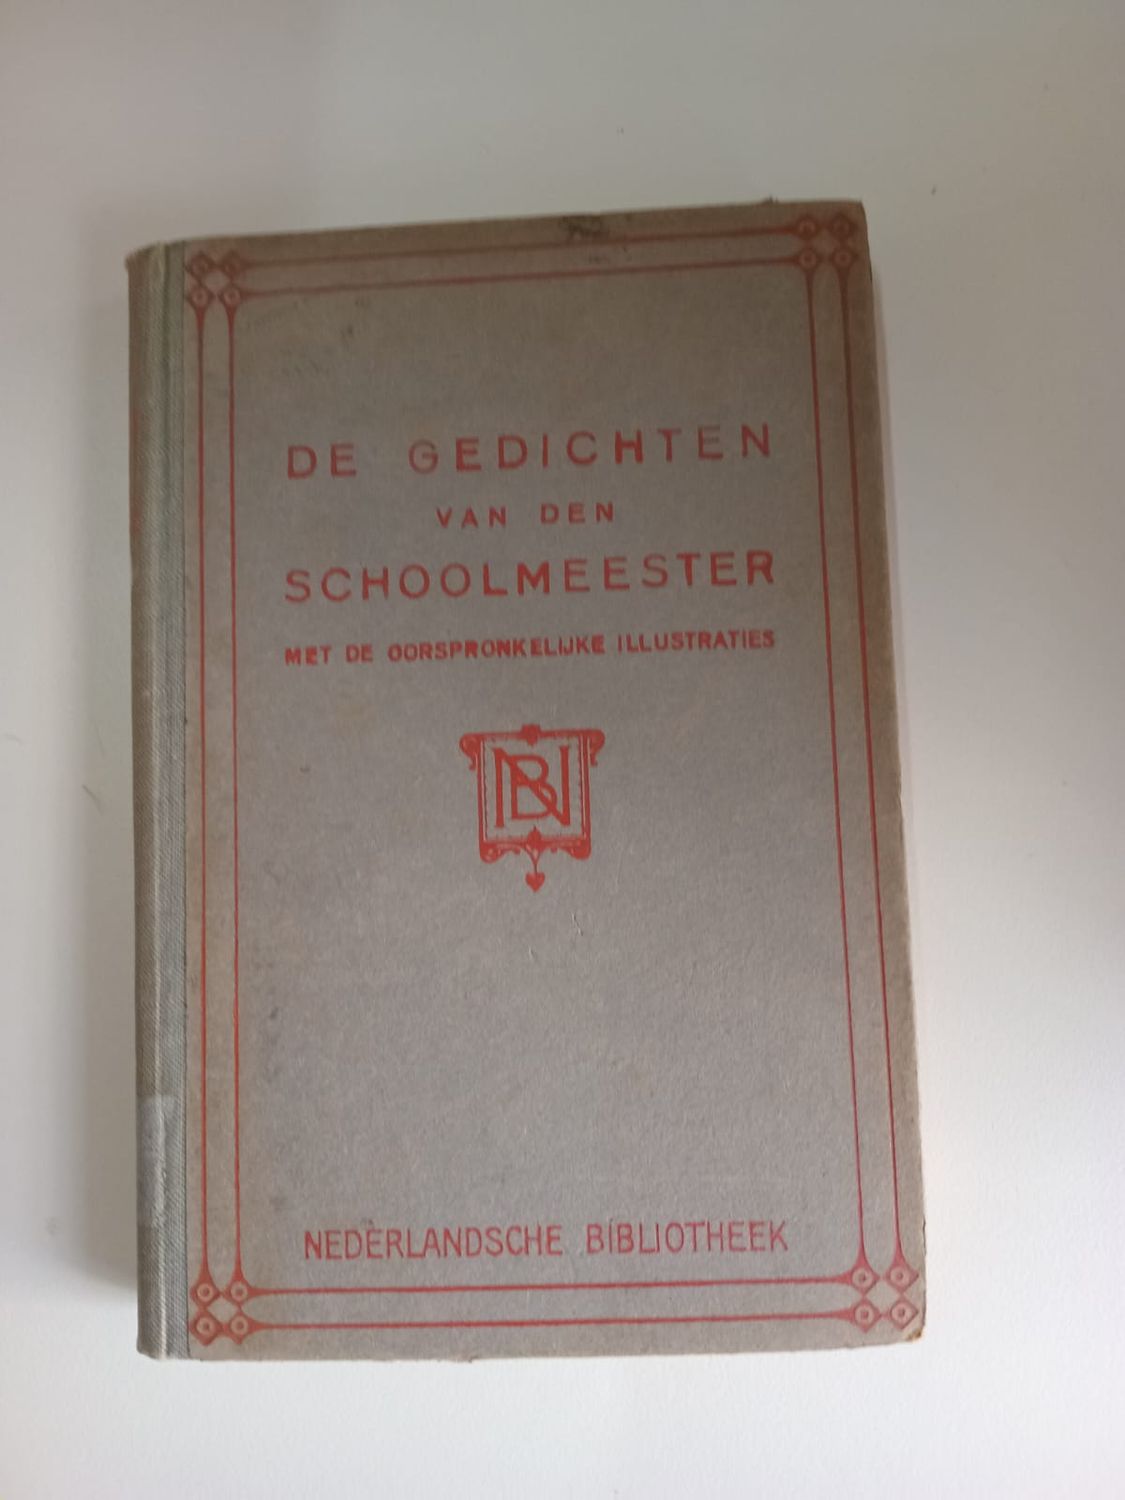 DE GEDICHTEN
VAN DEN
SCHOOLMEESTER
MET DE OORSPRONKELIJKE ILLUSTRATIES
NB
NEDERLANDSCHE BIBLIOTHEEK